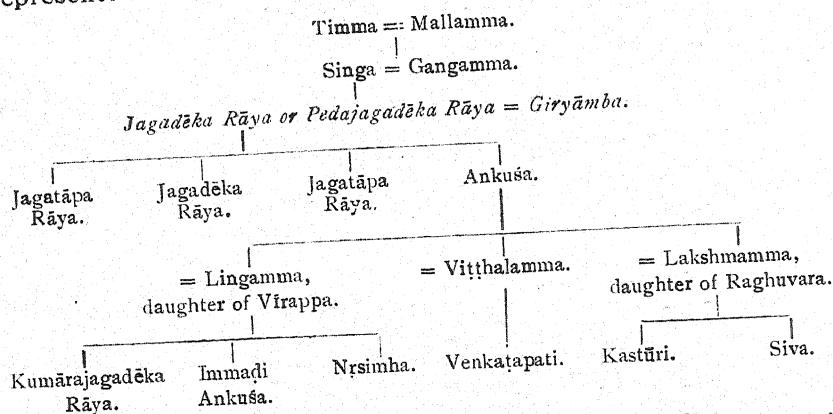 Timma = Mallamma.
Singa = Gangamma.
Jagadēka Rāya or Pedajagadēka Rāya = Giryāmba.
Jagatāpa Rāya.
Jagadēka Rāya.
Jagatāpa Rāya.
Ankuśa.
= Lingamma,
daughter of Vīrappa.
= Viṭṭhalamma.
= Lakshmamma,
daughter of Raghuvara.
Kumārajagadēka
Rāya.
Immaḍi
Ankuśa.
Nṛsimha.
Venkaṭapati.
Kastūri.
Siva.